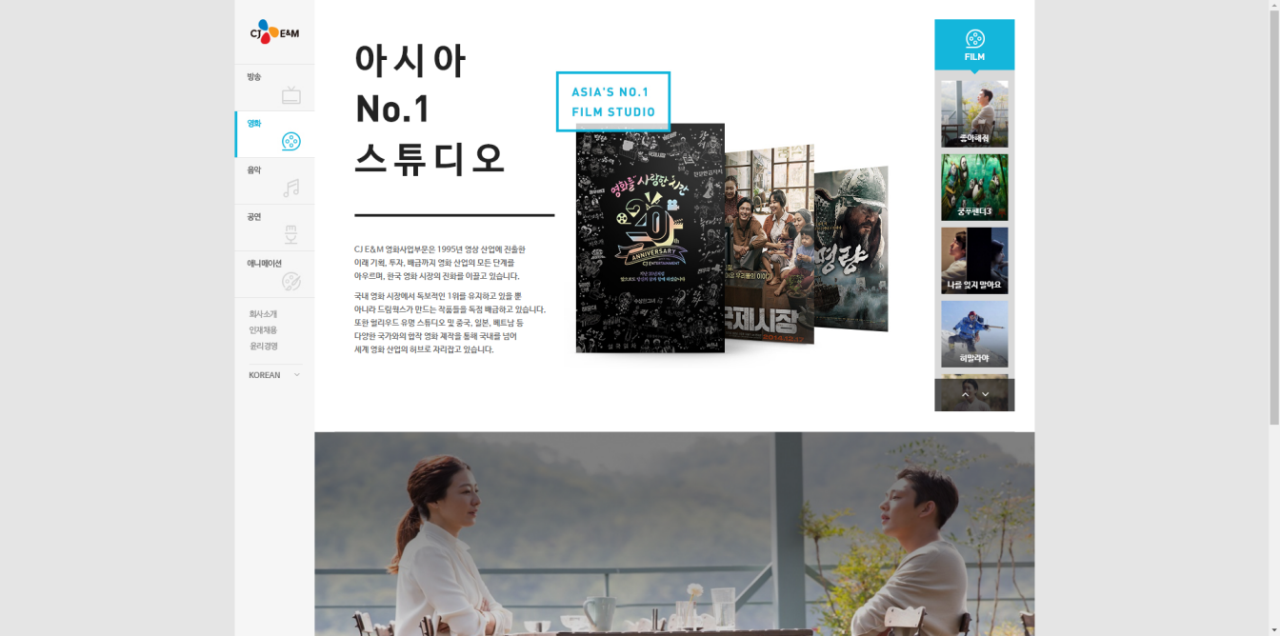 CJ E&M
방송
영화
음악
공연
애니메이션
회사소개
인재채용
윤리경영
KOREAN
아시아
No.1
스튜디오
CJ E&M 영화사업부문은 1995년 영상 산업에 진출한
이래 기획, 투자, 배급까지 영화 산업의 모든 단계를
아우르며, 한국 영화 시장의 진화를 이끌고 있습니다.
국내 영화 시장에서 독보적인 1위를 유지하고 있을 뿐
아니라 드림웍스가 만드는 작품들을 독점 배급하고 있습니다.
또한 헐리우드 유명 스튜디오 및 중국, 일본, 베트남 등
다양한 국가와의 협작 영화 제작을 통해 국내를 넘어
세계 영화 산업의 허브로 자리잡고 있습니다.
ASIA'S NO.1
FILM STUDIO
영화를 사랑한 시간
20
ANNIVERSARY
CJ ENTERTAINMENT
국제시장
명량
FILM
좋아해줘
쿵푸팬더3
나를 잊지 말아요
히말라야